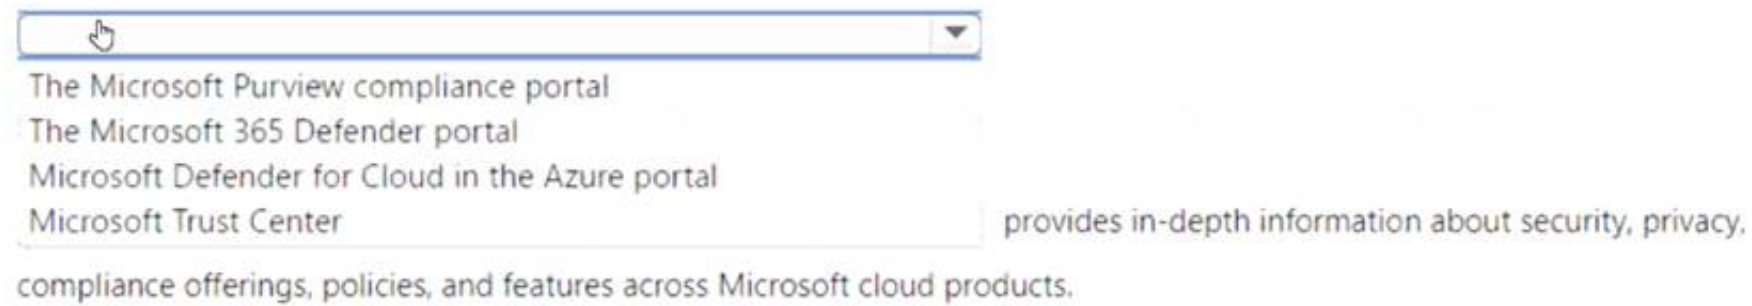 The Microsoft Purview compliance portal
The Microsoft 365 Defender portal
Microsoft Defender for Cloud in the Azure portal
Microsoft Trust Center provides in-depth information about security, privacy,
compliance offerings, policies, and features across Microsoft cloud products.